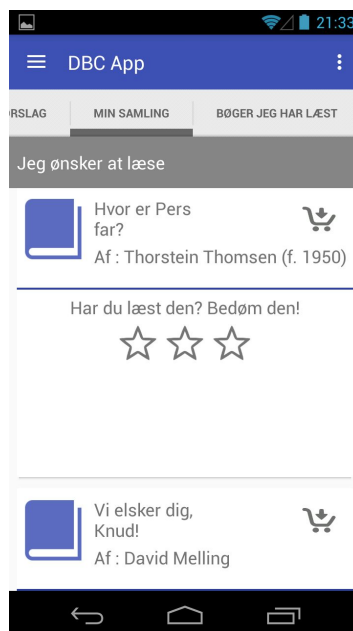 21:33
DBC App
RSLAG MIN SAMLING BØGER JEG HAR LÆST
Jeg ønsker at læse
Hvor er Pers
far?
Af : Thorstein Thomsen (f. 1950)
Har du læst den? Bedøm den!
Vi elsker dig,
Knud!
Af : David Melling